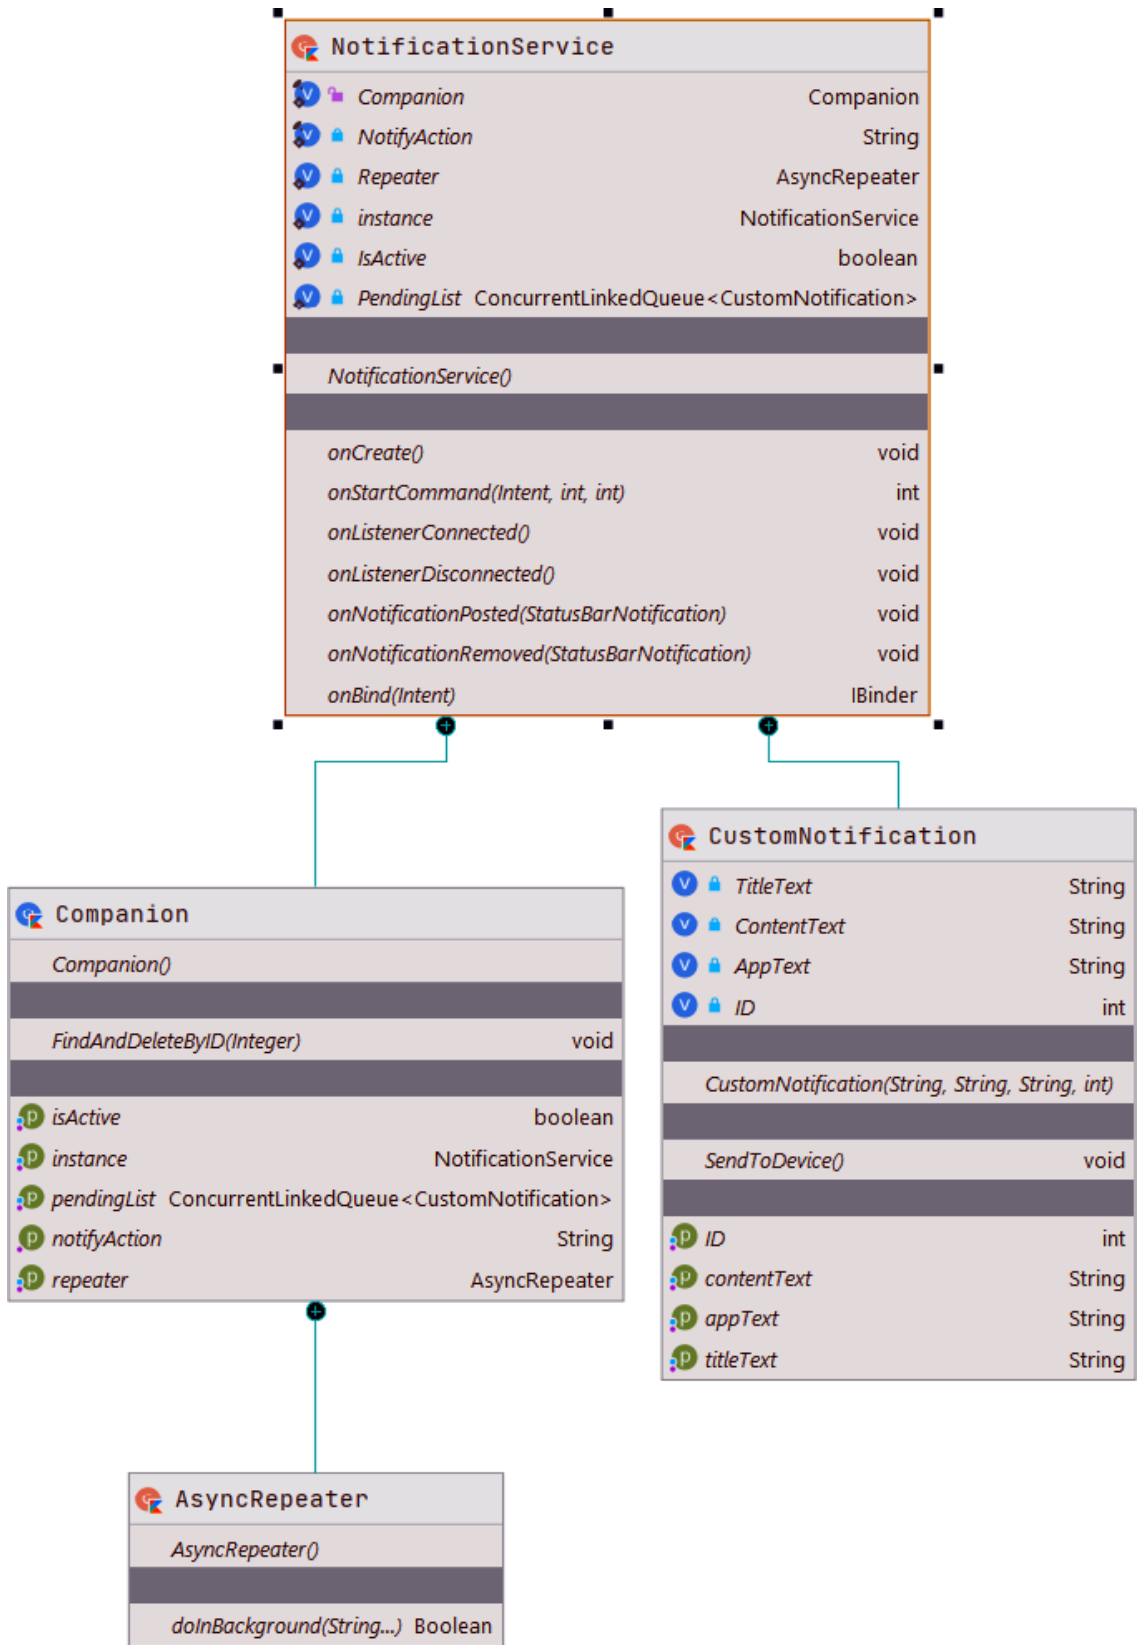 NotificationService
Companion Companion
NotifyAction String
Repeater AsyncRepeater
instance NotificationService
IsActive boolean
PendingList ConcurrentLinkedQueue<CustomNotification>
NotificationService()
onCreate() void
onStartCommand(Intent, int, int) int
onListenerConnected() void
onListenerDisconnected() void
onNotificationPosted(StatusBarNotification) void
onNotificationRemoved(StatusBarNotification) void
onBind(Intent) IBinder
Companion
Companion()
FindAndDeleteByID(Integer) void
isActive boolean
instance NotificationService
pendingList ConcurrentLinkedQueue<CustomNotification>
notifyAction String
repeater AsyncRepeater
CustomNotification
TitleText String
ContentText String
AppText String
ID int
CustomNotification(String, String, String, int)
SendToDevice() void
ID int
contentText String
appText String
titleText String
AsyncRepeater
AsyncRepeater()
doInBackground(String...) Boolean